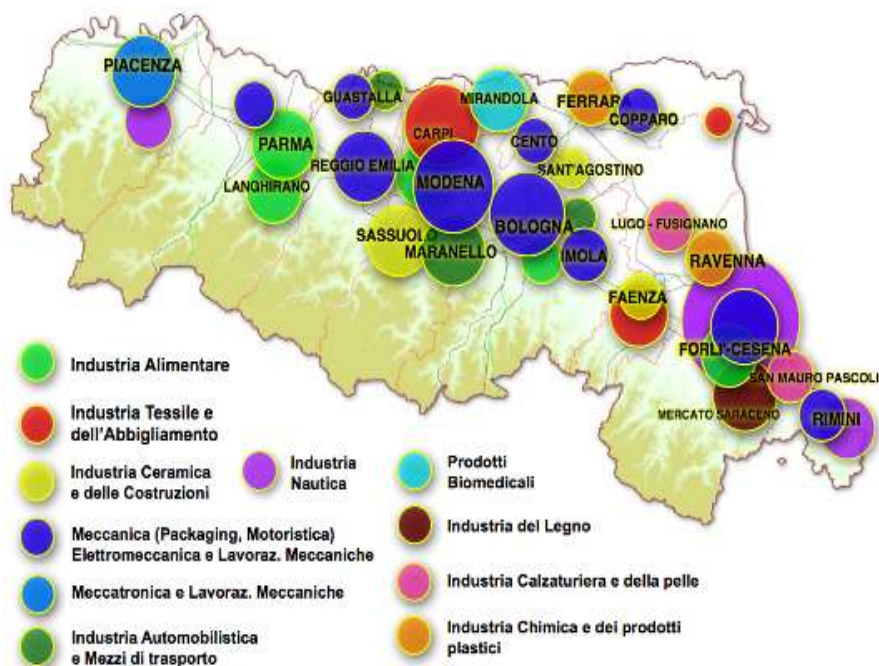 PIACENZA
GUASTALLA
MIRANDOLA
FERRARA
COPPARO
CARPI
CENTO
PARMA
REGGIO EMILIA
SANT'AGOSTINO
LANGHIRANO
MODENA
BOLOGNA
LUGO - FUSIGNANO
SASSUOLO
MARANELLO
IMOLA
RAVENNA
FAENZA
FORLI'-CESENA
SAN MAURO PASCOLI
MERCATO SARACENO
RIMINI
Industria Alimentare
Industria Tessile e
dell'Abbigliamento
Industria Ceramica
e delle Costruzioni
Industria
Nautica
Prodotti
Biomedicali
Meccanica (Packaging, Motoristica)
Elettromeccanica e Lavoraz. Meccaniche
Industria del Legno
Meccatronica e Lavoraz. Meccaniche
Industria Calzaturiera e della pelle
Industria Automobilistica
e Mezzi di trasporto
Industria Chimica e dei prodotti
plastici